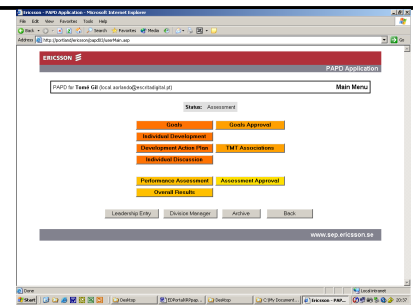 Ericsson - PAPD Application - Microsoft Internet Explorer
File Edit View Favorites Tools Help
Back Search Favorites Media
Address http://portland/ericsson/papd02/userMain.asp Go
ERICSSON
PAPD Application
PAPD for Tomé Gil Main Menu
Status: Assessment
Goals Goals Approval
Individual Development
Development Action Plan TMT Associations
Individual Discussion
Performance Assessment Assessment Approval
Overall Results
Leadership Entry Division Manager Archive Back
www.sep.ericsson.se
Done Local intranet
Start Desktop Desktop C:\My Document... Ericsson - PAP...